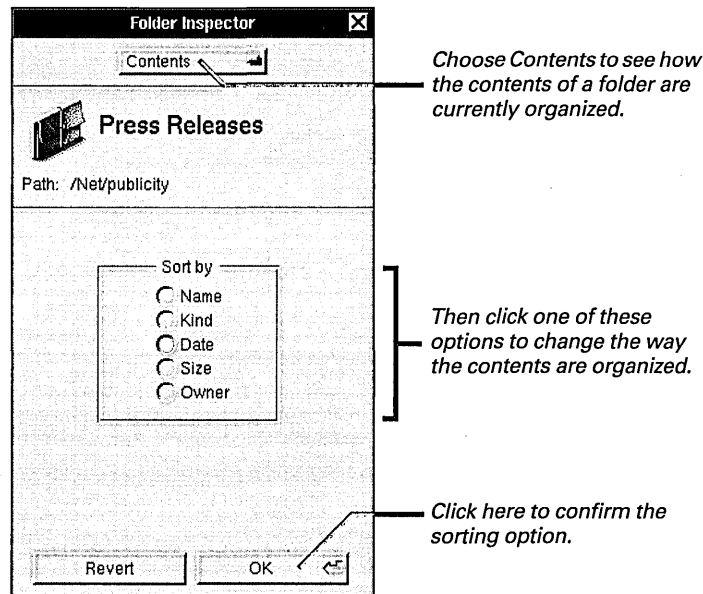 Folder Inspector
Contents
Choose Contents to see how
the contents of a folder are
currently organized.
Press Releases
Path: /Net/publicity
Sort by
Name
Kind
Date
Size
Owner
Then click one of these
options to change the way
the contents are organized.
Click here to confirm the
sorting option.
Revert
OK